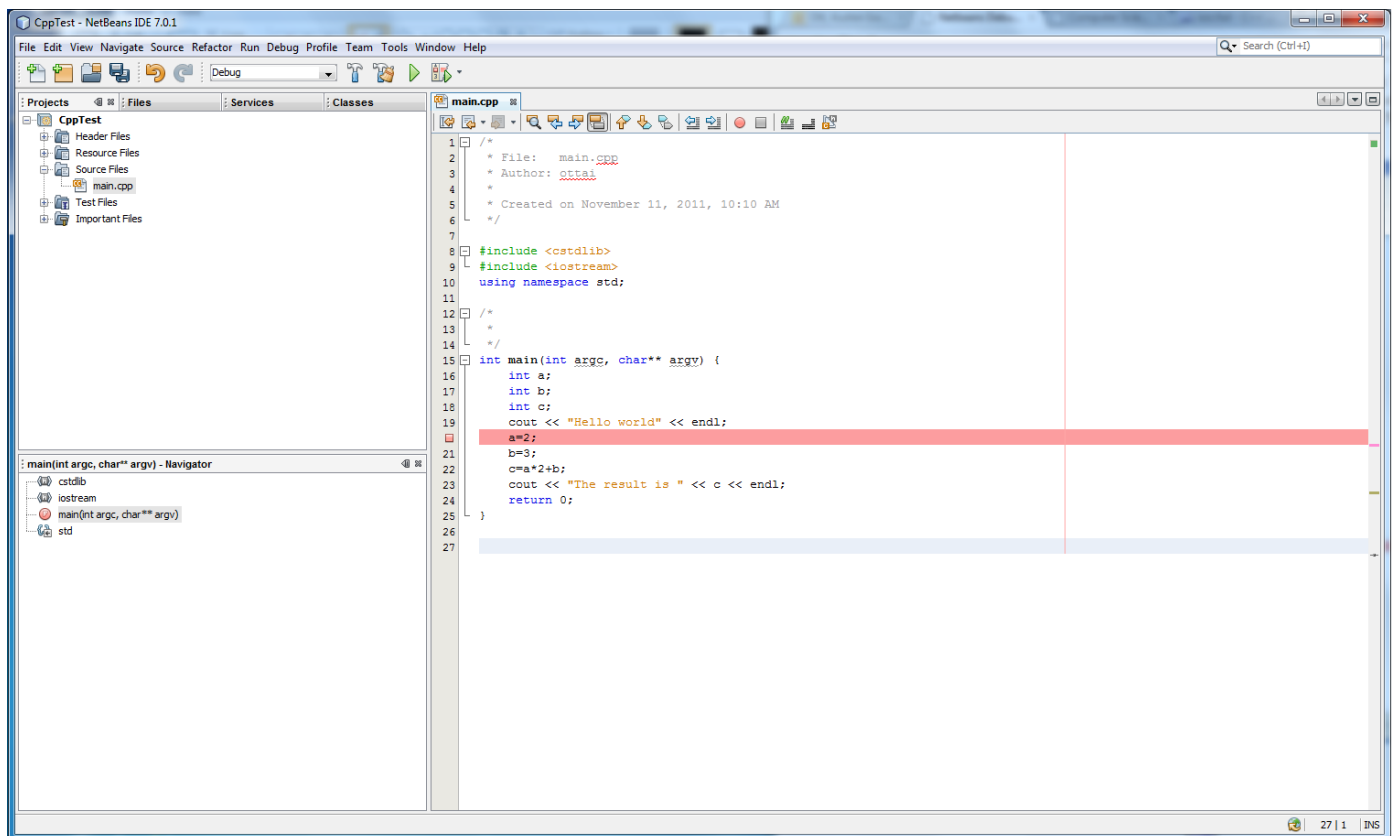 CppTest - NetBeans IDE 7.0.1
File Edit View Navigate Source Refactor Run Debug Profile Team Tools Window Help
Search (Ctrl+I)
Debug
Projects Files Services Classes
CppTest
Header Files
Resource Files
Source Files
main.cpp
Test Files
Important Files
main(int argc, char** argv) - Navigator
cstdlib
iostream
main(int argc, char** argv)
std
main.cpp
1 /*
2 * File:   main.cpp
3 * Author: ottai
4 *
5 * Created on November 11, 2011, 10:10 AM
6 */
7
8 #include <cstdlib>
9 #include <iostream>
10 using namespace std;
11
12 /*
13 *
14 */
15 int main(int argc, char** argv) {
16 int a;
17 int b;
18 int c;
19 cout << "Hello world" << endl;
a=2;
21 b=3;
22 c=a*2+b;
23 cout << "The result is " << c << endl;
24 return 0;
25 }
26
27
27 | 1 INS